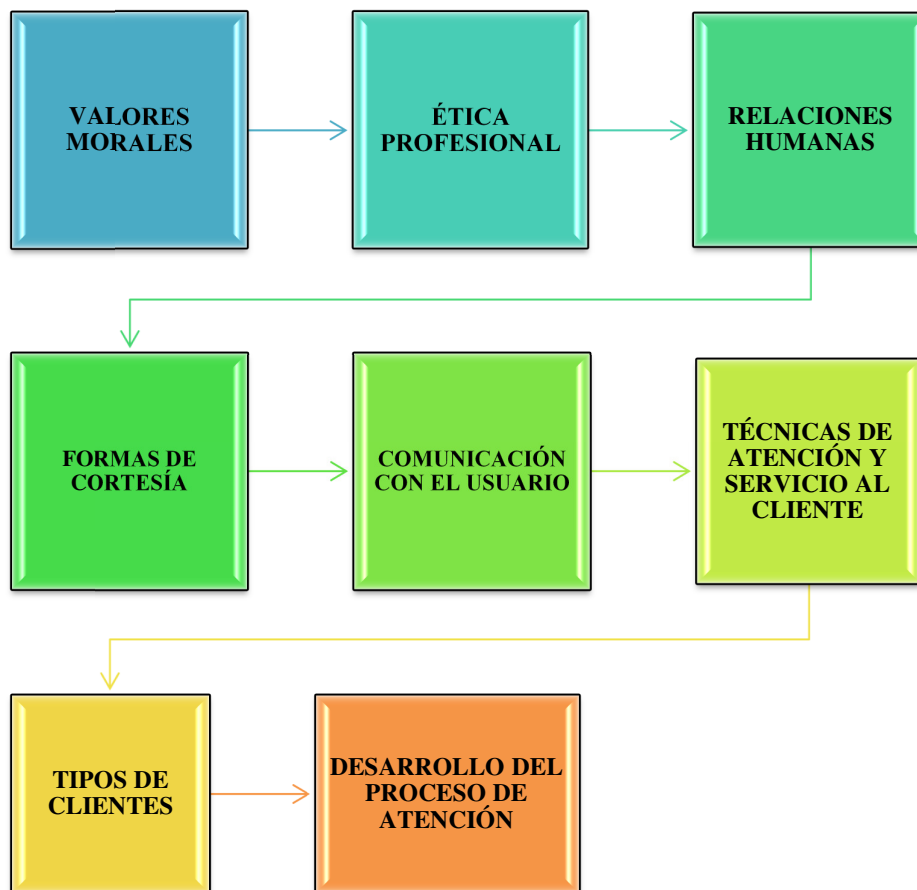 VALORES
MORALES
ÉTICA
PROFESIONAL
RELACIONES
HUMANAS
FORMAS DE
CORTESÍA
COMUNICACIÓN
CON EL USUARIO
TÉCNICAS DE
ATENCIÓN Y
SERVICIO AL
CLIENTE
TIPOS DE
CLIENTES
DESARROLLO DEL
PROCESO DE
ATENCIÓN